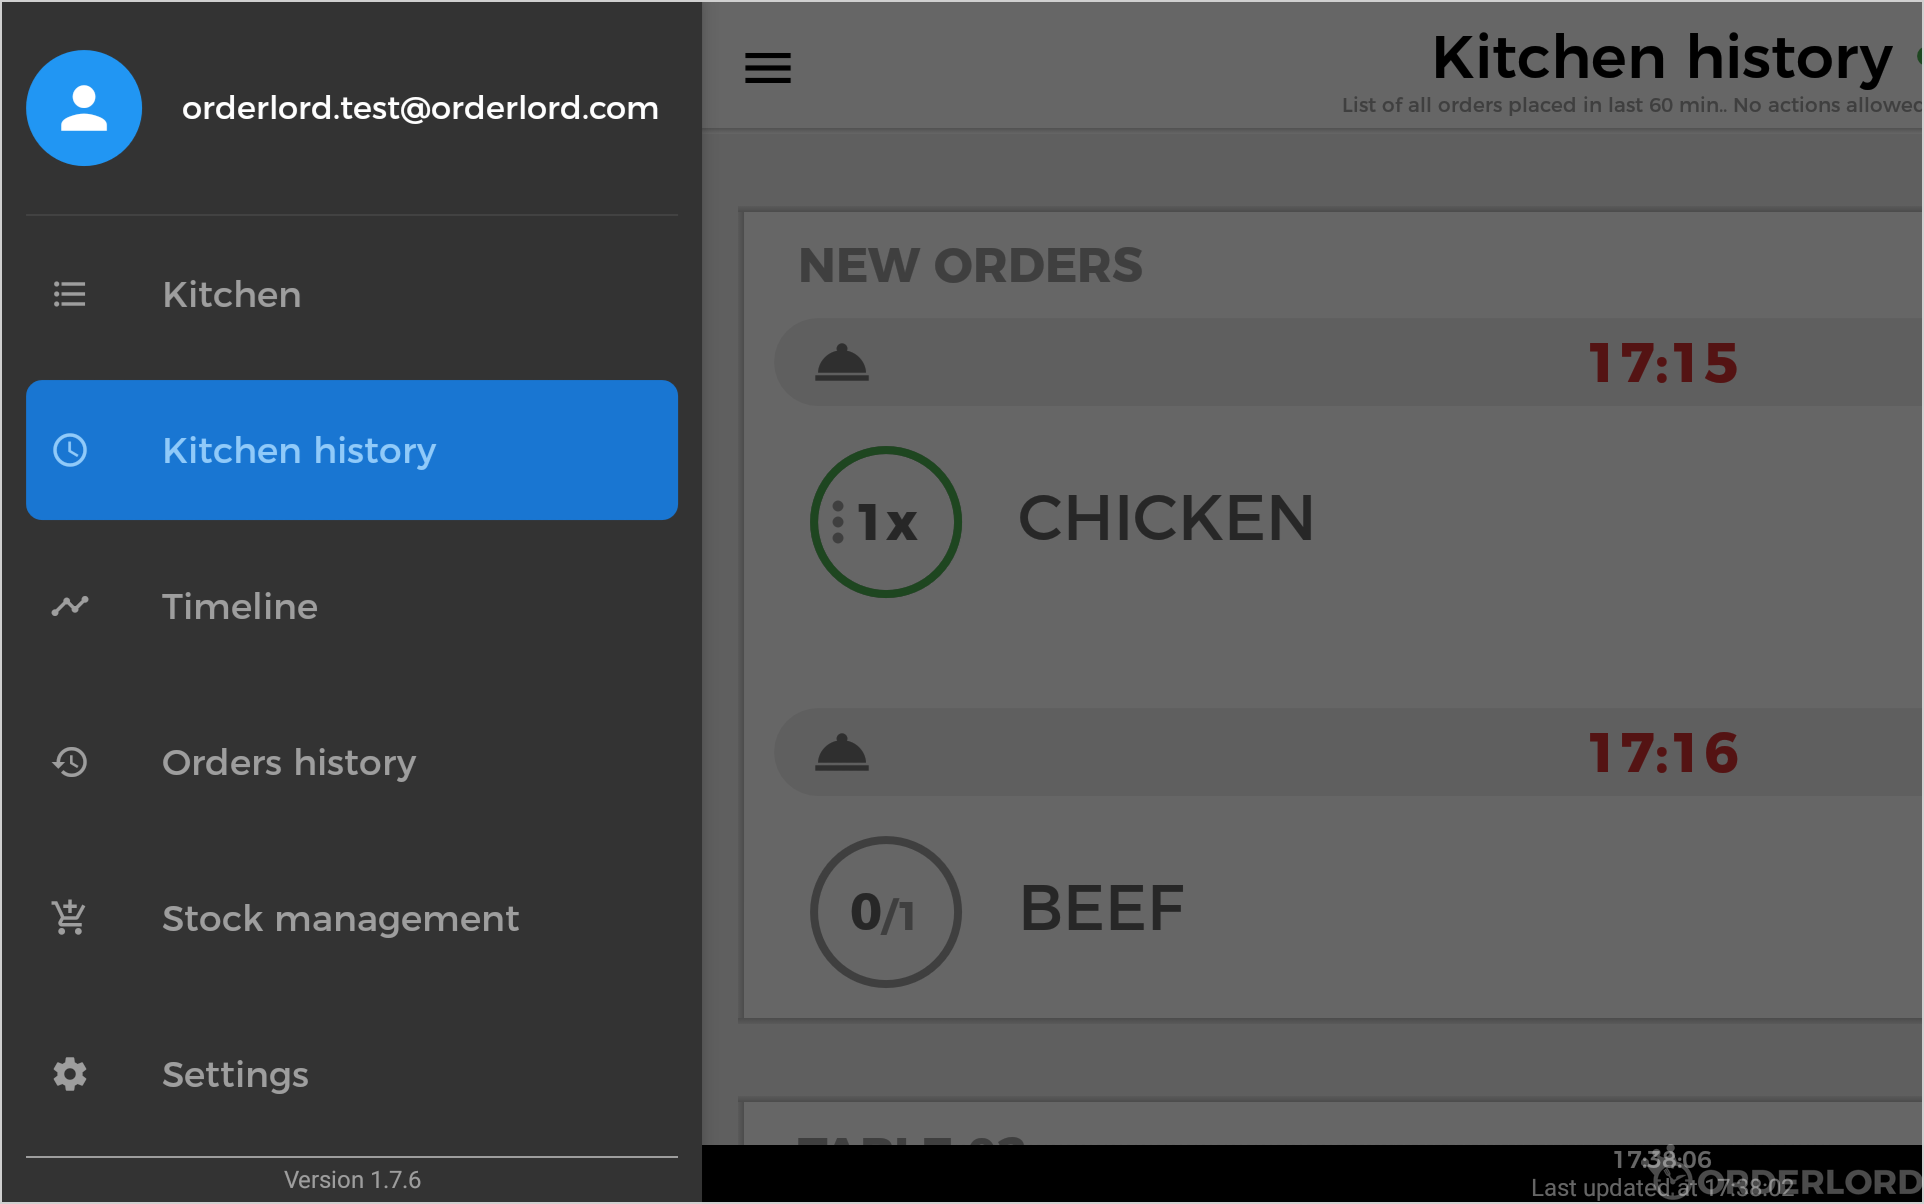 orderlord.test@orderlord.com
Kitchen
Kitchen history
Timeline
Orders history
Stock management
Settings
Version 1.7.6
Kitchen history
List of all orders placed in last 60 min.. No actions allowed
NEW ORDERS
17:15
1x CHICKEN
17:16
0/1 BEEF
TABLE 02
17:38:06
Last updated at 17:38:02
ORDERLORD